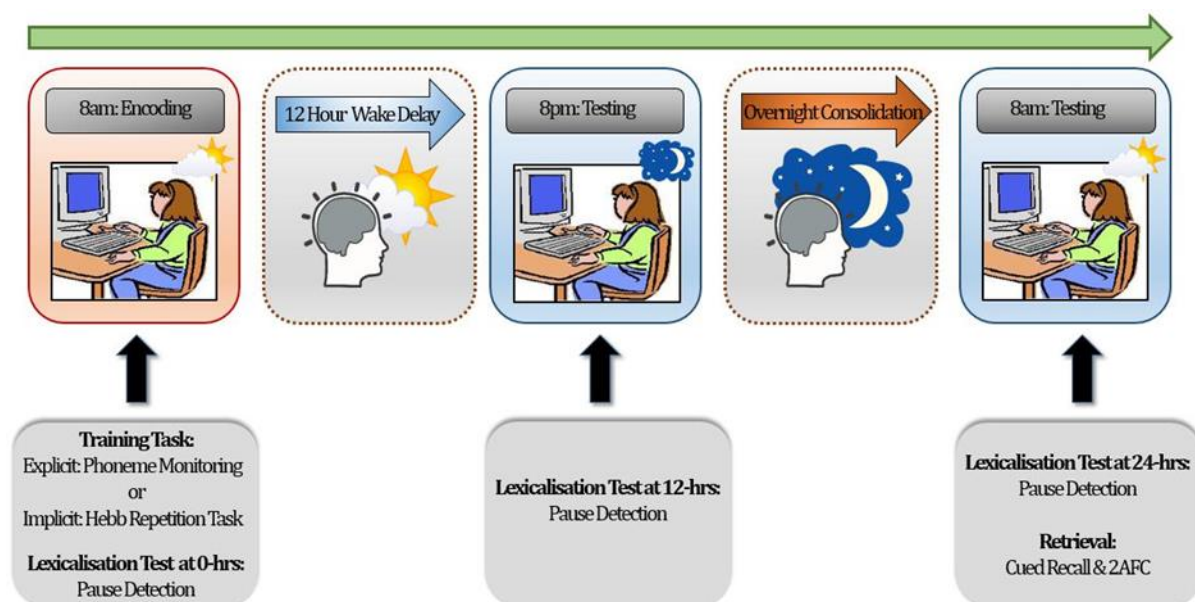 8am: Encoding
12 Hour Wake Delay
8pm: Testing
Overnight Consolidation
8am: Testing
Training Task:
Explicit: Phoneme Monitoring
or
Implicit: Hebb Repetition Task
Lexicalisation Test at 0-hrs:
Pause Detection
Lexicalisation Test at 12-hrs:
Pause Detection
Lexicalisation Test at 24-hrs:
Pause Detection
Retrieval:
Cued Recall & 2AFC